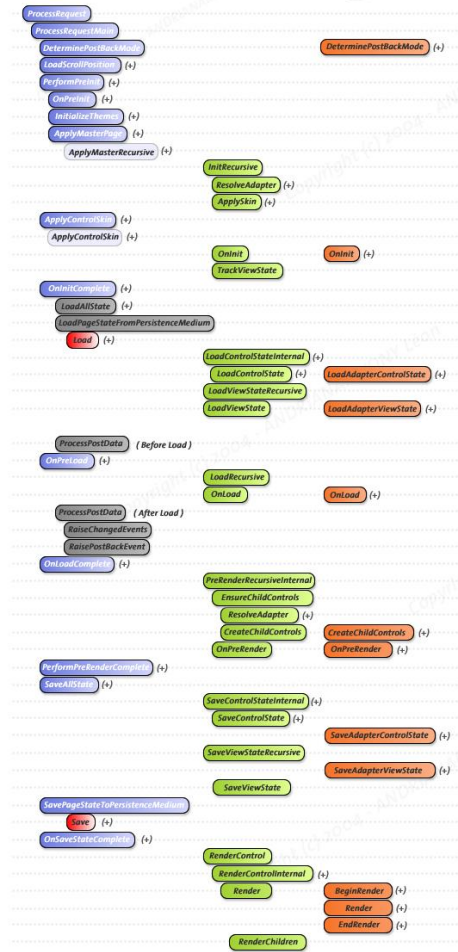 ProcessRequest
ProcessRequestMain
DeterminePostBackMode DeterminePostBackMode (+)
LoadScrollPosition (+)
PerformPreInit (+)
OnPreInit (+)
InitializeThemes (+)
ApplyMasterPage (+)
ApplyMasterRecursive (+)
InitRecursive
ResolveAdapter (+)
ApplySkin (+)
ApplyControlSkin (+)
ApplyControlSkin (+)
OnInit OnInit (+)
TrackViewState
OnInitComplete (+)
LoadAllState (+)
LoadPageStateFromPersistenceMedium
Load (+)
LoadControlStateInternal (+)
LoadControlState (+) LoadAdapterControlState (+)
LoadViewStateRecursive
LoadViewState LoadAdapterViewState (+)
ProcessPostData ( Before Load )
OnPreLoad (+)
LoadRecursive
OnLoad OnLoad (+)
ProcessPostData ( After Load )
RaiseChangedEvents
RaisePostBackEvent
OnLoadComplete (+)
PreRenderRecursiveInternal
EnsureChildControls
ResolveAdapter (+)
CreateChildControls CreateChildControls (+)
OnPreRender OnPreRender (+)
PerformPreRenderComplete (+)
SaveAllState (+)
SaveControlStateInternal (+)
SaveControlState (+)
SaveAdapterControlState (+)
SaveViewStateRecursive
SaveAdapterViewState (+)
SaveViewState
SavePageStateToPersistenceMedium
Save (+)
OnSaveStateComplete (+)
RenderControl
RenderControlInternal (+)
Render BeginRender (+)
Render (+)
EndRender (+)
RenderChildren